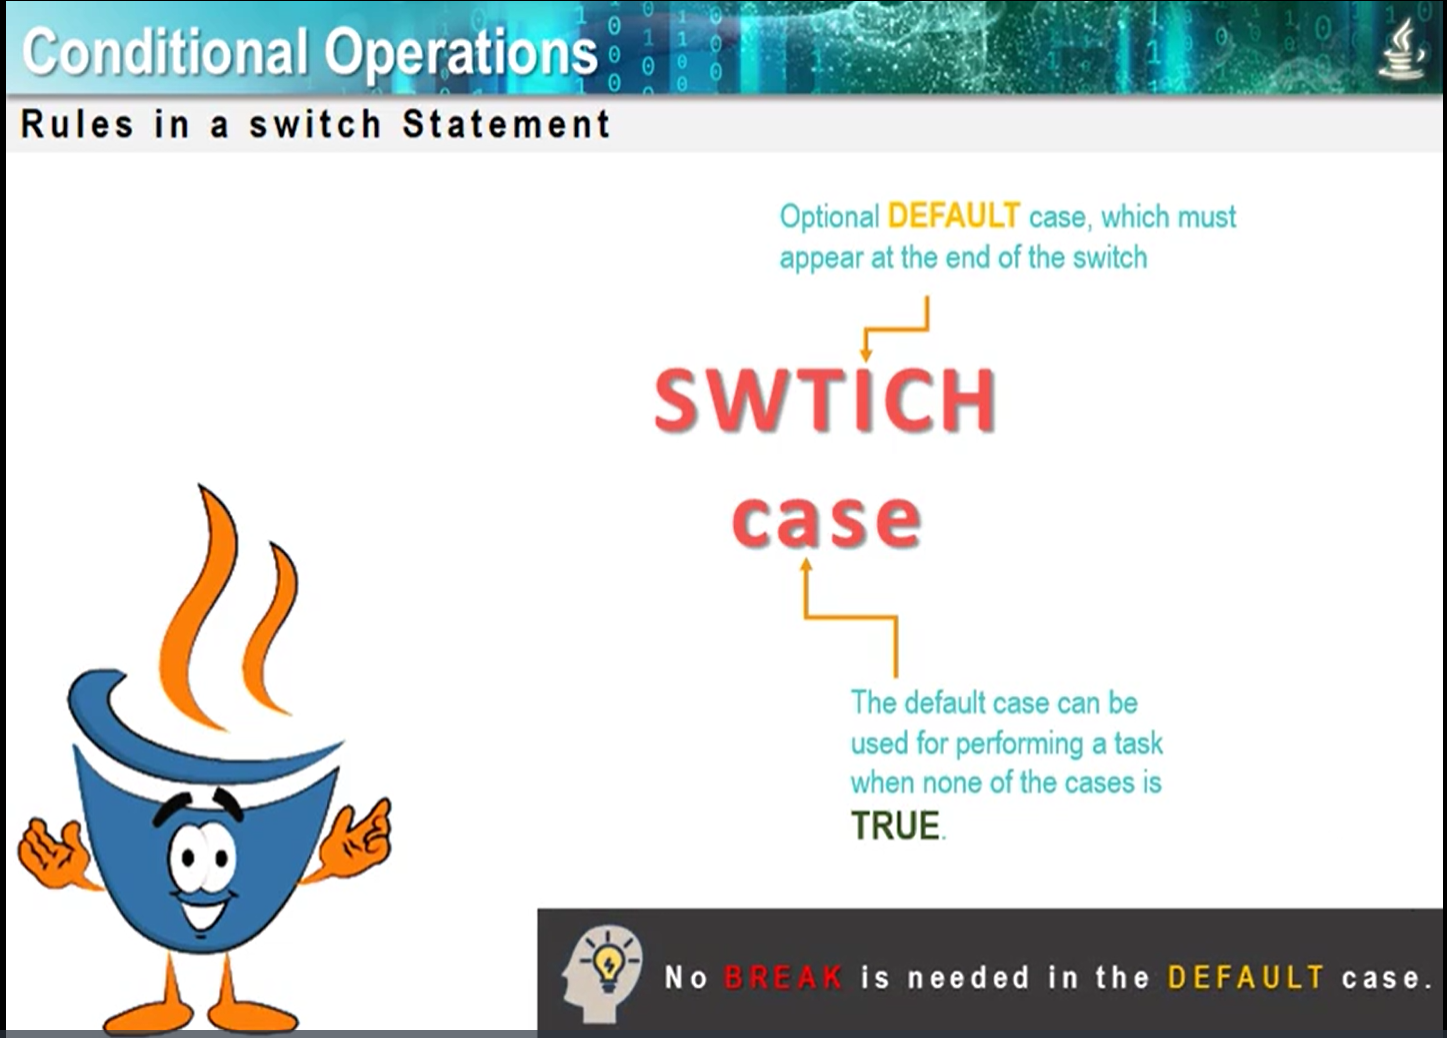 Conditional Operations
Rules in a switch Statement
Optional DEFAULT case, which must
appear at the end of the switch
SWTICH
case
The default case can be
used for performing a task
when none of the cases is
TRUE.
No BREAK is needed in the DEFAULT case.